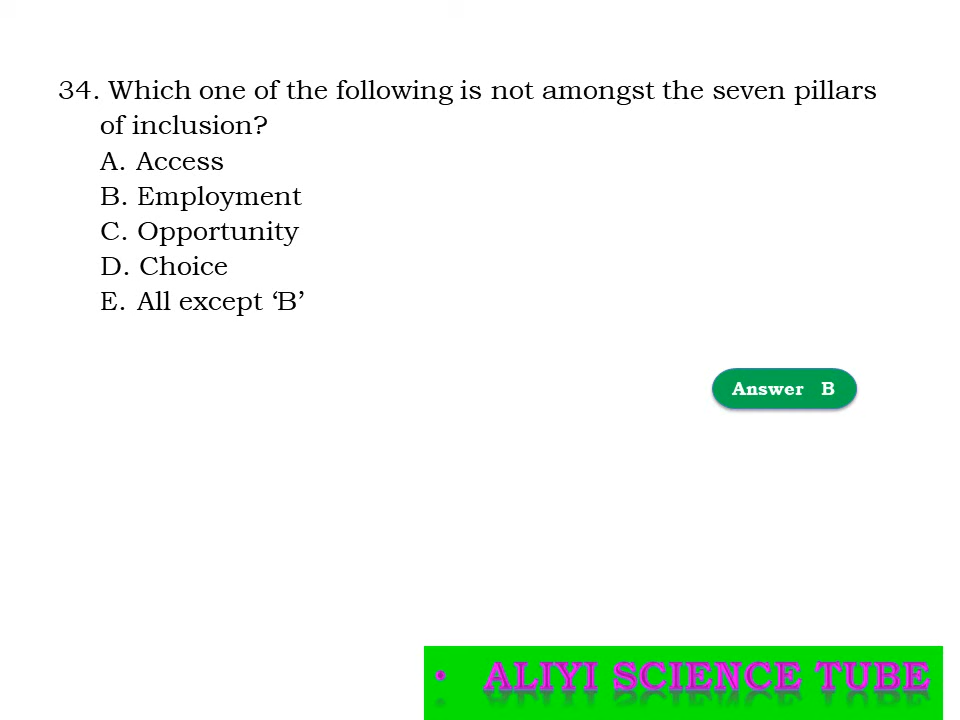 34. Which one of the following is not amongst the seven pillars
of inclusion?
A. Access
B. Employment
C. Opportunity
D. Choice
E. All except ‘B’
Answer B
• ALIYI SCIENCE TUBE